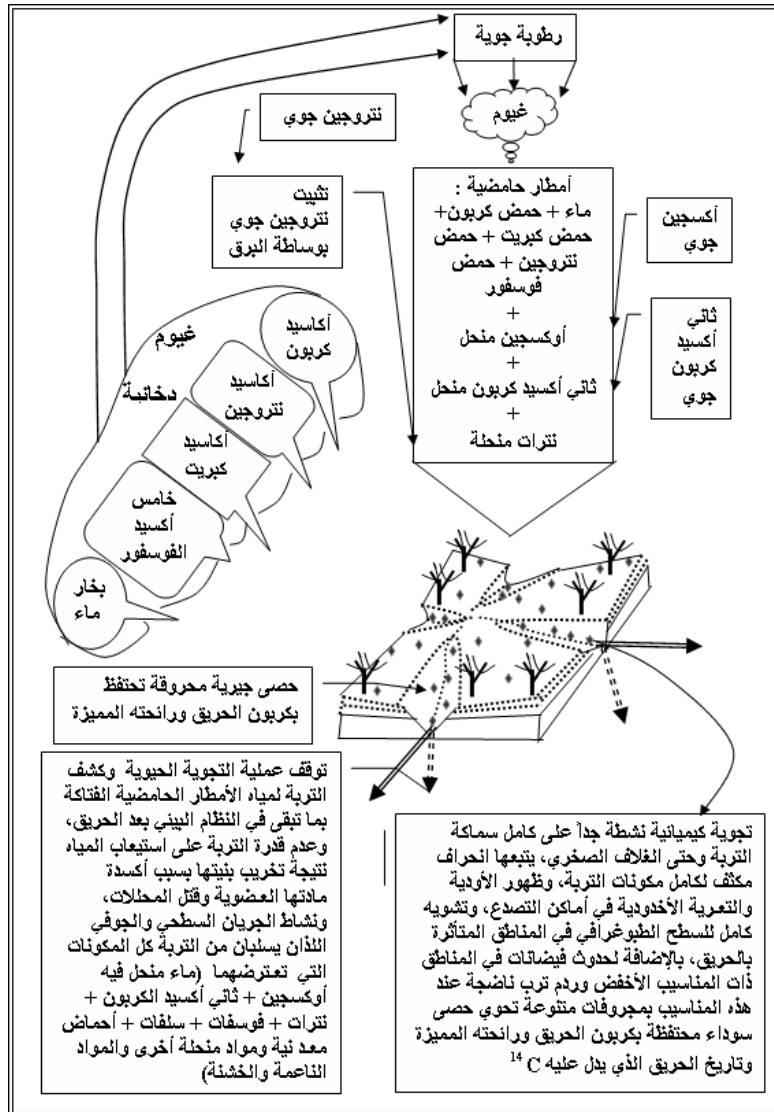 رطوبة جوية
غيوم
نتروجين جوي
تثبيت
نتروجين جوي
بوساطة البرق
أمطار حامضية :
ماء + حمض كربون+
حمض كبريت + حمض
نتروجين + حمض
فوسفور
+
أوكسجين منحل
+
ثاني أكسيد كربون منحل
+
نترات منحلة
أكسجين
جوي
ثاني
أكسيد
كربون
جوي
غيوم
دخانية
أكاسيد
كربون
أكاسيد
نتروجين
أكاسيد
كبريت
خامس
أكسيد
الفوسفور
بخار
ماء
حصى جيرية محروقة تحتفظ
بكربون الحريق ورائحته المميزة
توقف عملية التجوية الحيوية وكشف
التربة لمياه الأمطار الحامضية الفتاكة
بما تبقى في النظام البيئي بعد الحريق،
وعدم قدرة التربة على استيعاب المياه
نتيجة تخريب بنيتها بسبب أكسدة
مادتها العضوية وقتل المحللات،
ونشاط الجريان السطحي والجوفي
اللذان يسلبان من التربة كل المكونات
التي تعترضهما (ماء منحل فيه
أوكسجين + ثاني أكسيد الكربون +
نترات + فوسفات + سلفات + أحماض
معدنية ومواد منحلة أخرى والمواد
الناعمة والخشنة)
تجوية كيميائية نشطة جداً على كامل سماكة
التربة وحتى الغلاف الصخري، يتبعها انجراف
مكثف لكامل مكونات التربة، وظهور الأودية
والتعرية الأخدودية في أماكن التصدع، وتشويه
كامل للسطح الطبوغرافي في المناطق المتأثرة
بالحريق، بالإضافة لحدوث فيضانات في المناطق
ذات المناسيب الأخفض وردم ترب ناضجة عند
هذه المناسيب بمجروفات متنوعة تحوي حصى
سوداء محتفظة بكربون الحريق ورائحته المميزة
وتاريخ الحريق الذي يدل عليه ¹⁴ C